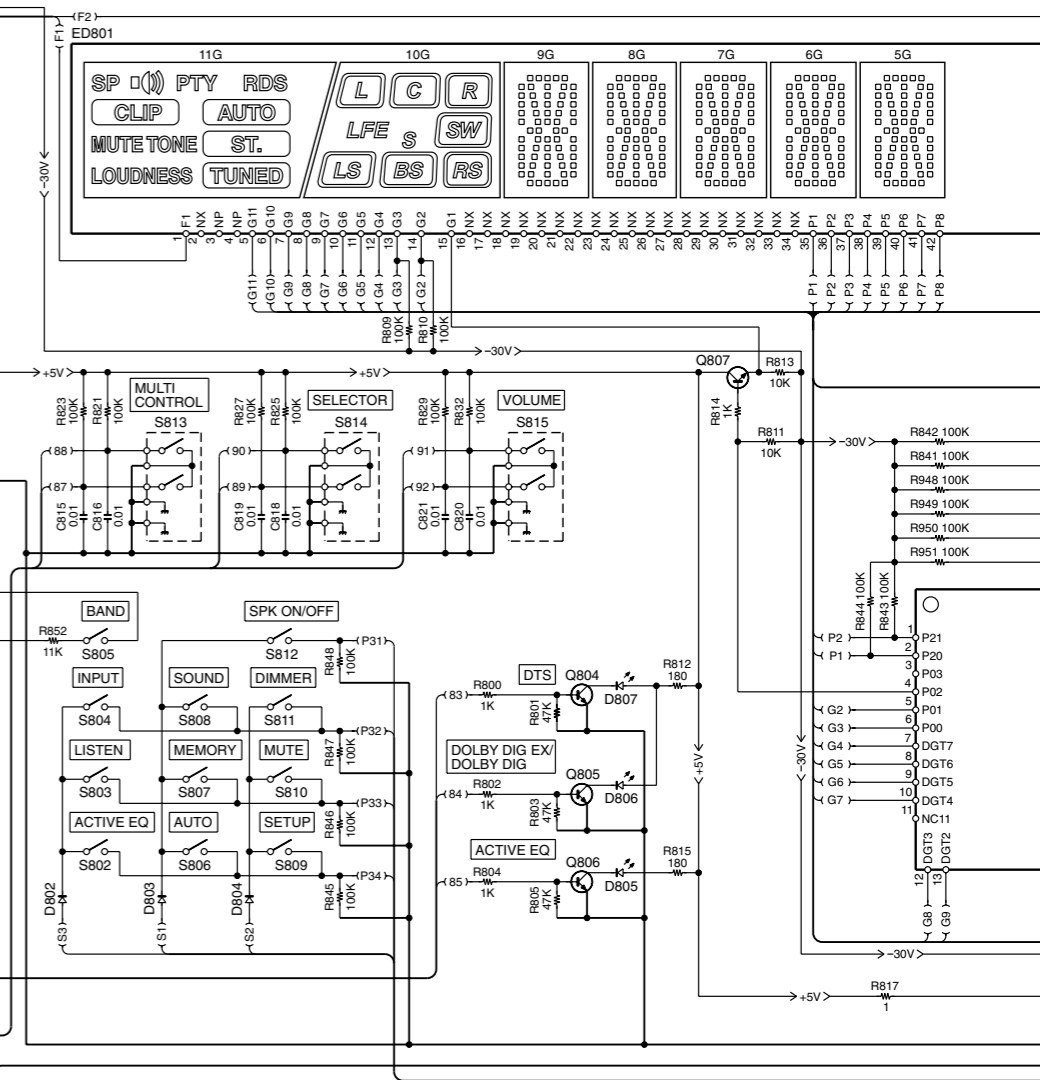 F2
F1
ED801
11G 10G 9G 8G 7G 6G 5G
SP PTY RDS
CLIP AUTO
MUTE TONE ST.
LOUDNESS TUNED
L C R
LFE S SW
LS BS RS
-30V
F1 NX NP NP G11 G10 G9 G8 G7 G6 G5 G4 G3 G2 G1 NX NX NX NX NX NX NX NX NX NX NX NX NX NX NX NX NX NX NX P1 P2 P3 P4 P5 P6 P7 P8
1 2 3 4 5 6 7 8 9 10 11 12 13 14 15 16 17 18 19 20 21 22 23 24 25 26 27 28 29 30 31 32 33 34 35 36 37 38 39 40 41 42
G11 G10 G9 G8 G7 G6 G5 G4 G3 G2
P1 P2 P3 P4 P5 P6 P7 P8
R809 100K
R810 100K
-30V
+5V
+5V
Q807
R813
10K
R814
1K
R811
10K
-30V
R823 100K
R821 100K
MULTI
CONTROL
S813
88
87
C815 0.01
C816 0.01
R827 100K
R825 100K
SELECTOR
S814
90
89
C819 0.01
C818 0.01
R829 100K
R832 100K
VOLUME
S815
91
92
C821 0.01
C820 0.01
R842 100K
R841 100K
R948 100K
R949 100K
R950 100K
R951 100K
R844 100K
R843 100K
BAND
R852
11K
S805
SPK ON/OFF
S812
P31
R848 100K
INPUT
S804
SOUND
S808
DIMMER
S811
P32
R847 100K
LISTEN
S803
MEMORY
S807
MUTE
S810
P33
R846 100K
ACTIVE EQ
S802
AUTO
S806
SETUP
S809
P34
R845 100K
D802
D803
D804
S3
S1
S2
83
R800
1K
DTS
Q804
R801
47K
D807
R812
180
DOLBY DIG EX/
DOLBY DIG
84
R802
1K
Q805
R803
47K
D806
ACTIVE EQ
85
R804
1K
Q806
R805
47K
D805
R815
180
+5V
-30V
P2 1 P21
P1 2 P20
3 P03
4 P02
G2 5 P01
G3 6 P00
G4 7 DGT7
G5 8 DGT6
G6 9 DGT5
G7 10 DGT4
11 NC11
12 DGT3
13 DGT2
G8
G9
-30V
+5V
R817
1